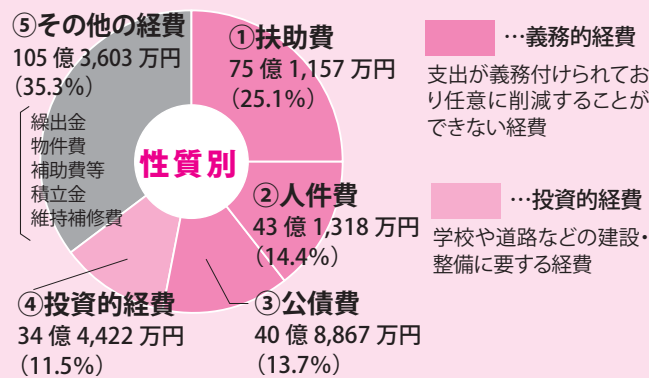 性質別
①扶助費
75 億 1,157 万円
（25.1%）
②人件費
43 億 1,318 万円
（14.4%）
③公債費
40 億 8,867 万円
（13.7%）
④投資的経費
34 億 4,422 万円
（11.5%）
⑤その他の経費
105 億 3,603 万円
（35.3%）
繰出金
物件費
補助費等
積立金
維持補修費
…義務的経費
支出が義務付けられてお
り任意に削減することが
できない経費
…投資的経費
学校や道路などの建設・
整備に要する経費